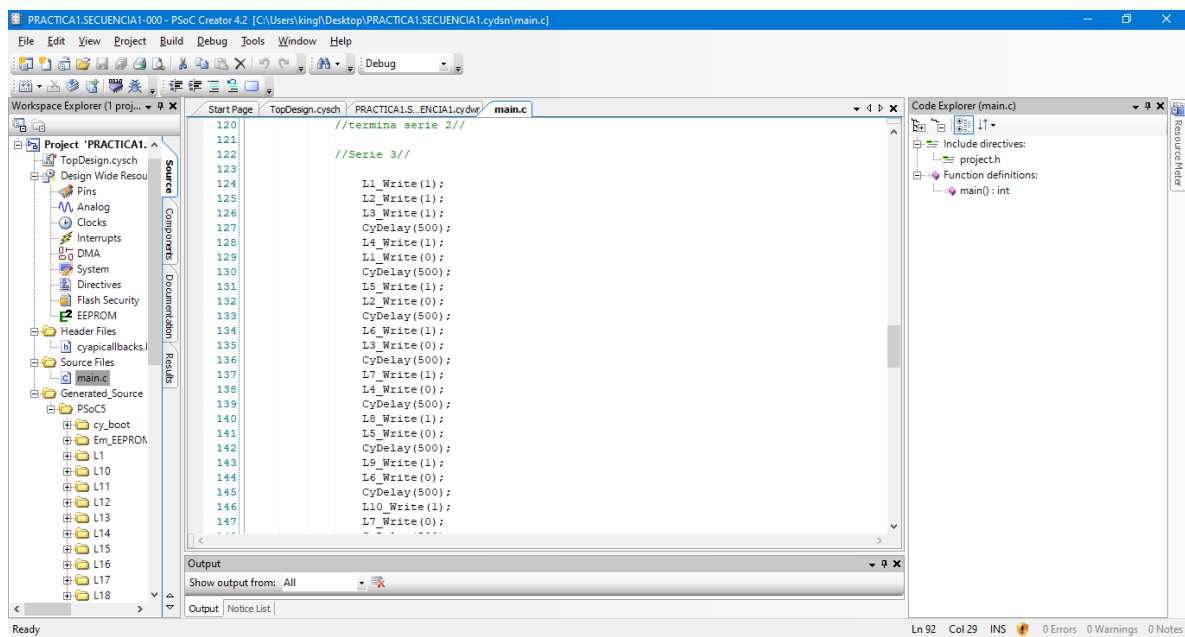 PRACTICA1.SECUENCIA1-000 - PSoC Creator 4.2 [C:\Users\kingl\Desktop\PRACTICA1.SECUENCIA1.cydsn\main.c]
File Edit View Project Build Debug Tools Window Help
Debug
Workspace Explorer (1 proj...
Project 'PRACTICA1.
TopDesign.cysch
Design Wide Resou
Pins
Analog
Clocks
Interrupts
DMA
System
Directives
Flash Security
EEPROM
Header Files
cyapicallbacks.l
Source Files
main.c
Generated_Source
PSoC5
cy_boot
Em_EEPROM
L1
L10
L11
L12
L13
L14
L15
L16
L17
L18
Source
Components
Documentation
Results
Start Page TopDesign.cysch PRACTICA1.S...ENCIA1.cydwr main.c
120 //termina serie 2//
121
122 //Serie 3//
123
124 L1_Write(1);
125 L2_Write(1);
126 L3_Write(1);
127 CyDelay(500);
128 L4_Write(1);
129 L1_Write(0);
130 CyDelay(500);
131 L5_Write(1);
132 L2_Write(0);
133 CyDelay(500);
134 L6_Write(1);
135 L3_Write(0);
136 CyDelay(500);
137 L7_Write(1);
138 L4_Write(0);
139 CyDelay(500);
140 L8_Write(1);
141 L5_Write(0);
142 CyDelay(500);
143 L9_Write(1);
144 L6_Write(0);
145 CyDelay(500);
146 L10_Write(1);
147 L7_Write(0);
Output
Show output from: All
Output Notice List
Code Explorer (main.c)
Include directives:
project.h
Function definitions:
main() : int
Resource Meter
Ready
Ln 92 Col 29 INS 0 Errors 0 Warnings 0 Notes